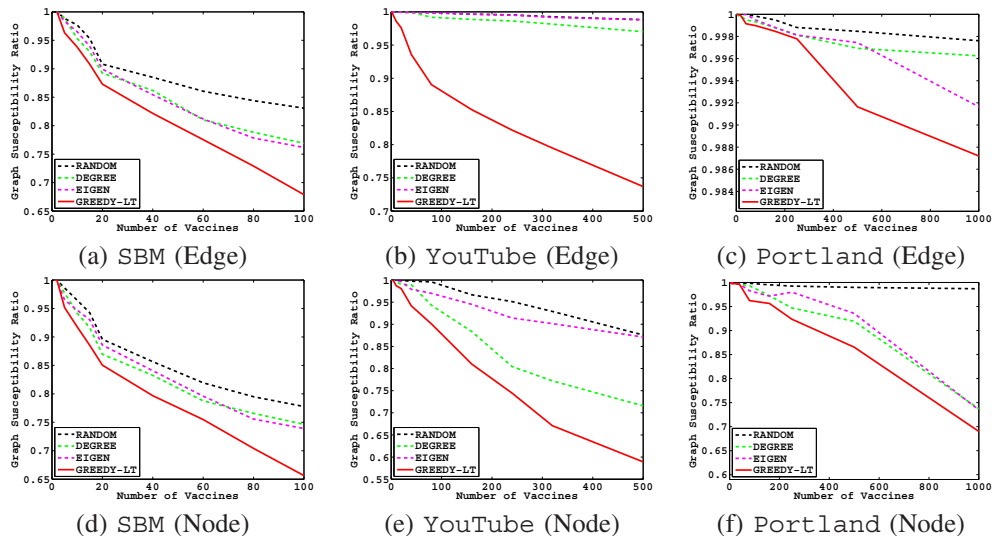 Graph Susceptibility Ratio
1
0.95
0.9
0.85
0.8
0.75
0.7
0.65
RANDOM
DEGREE
EIGEN
GREEDY-LT
0 20 40 60 80 100
Number of Vaccines
(a) SBM (Edge)
Graph Susceptibility Ratio
1
0.95
0.9
0.85
0.8
0.75
0.7
RANDOM
DEGREE
EIGEN
GREEDY-LT
0 100 200 300 400 500
Number of Vaccines
(b) YouTube (Edge)
Graph Susceptibility Ratio
1
0.998
0.996
0.994
0.992
0.99
0.988
0.986
0.984
RANDOM
DEGREE
EIGEN
GREEDY-LT
0 200 400 600 800 1000
Number of Vaccines
(c) Portland (Edge)
Graph Susceptibility Ratio
1
0.95
0.9
0.85
0.8
0.75
0.7
0.65
RANDOM
DEGREE
EIGEN
GREEDY-LT
0 20 40 60 80 100
Number of Vaccines
(d) SBM (Node)
Graph Susceptibility Ratio
1
0.95
0.9
0.85
0.8
0.75
0.7
0.65
0.6
0.55
RANDOM
DEGREE
EIGEN
GREEDY-LT
0 100 200 300 400 500
Number of Vaccines
(e) YouTube (Node)
Graph Susceptibility Ratio
1
0.95
0.9
0.85
0.8
0.75
0.7
0.65
0.6
RANDOM
DEGREE
EIGEN
GREEDY-LT
0 200 400 600 800 1000
Number of Vaccines
(f) Portland (Node)